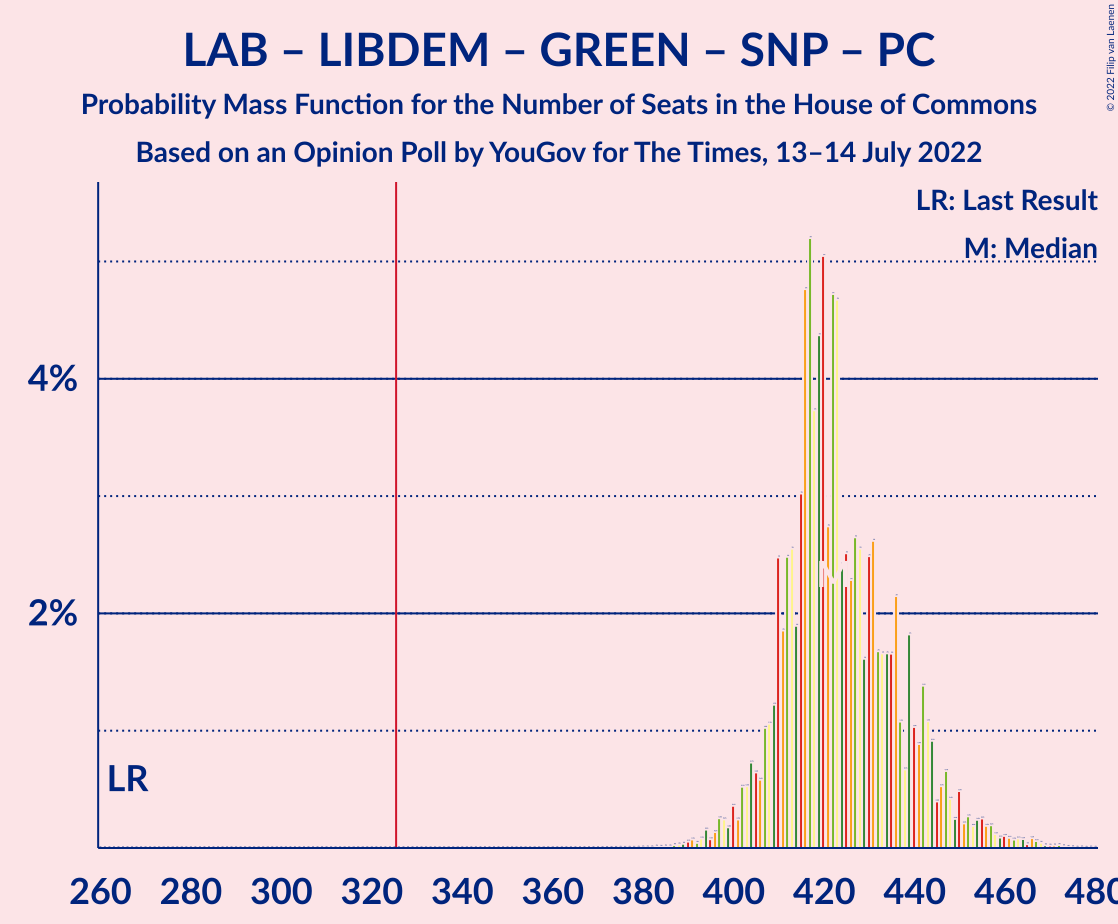 LAB – LIBDEM – GREEN – SNP – PC
Probability Mass Function for the Number of Seats in the House of Commons
Based on an Opinion Poll by YouGov for The Times, 13–14 July 2022
© 2022 Filip van Laenen
LR: Last Result
M: Median
4%
2%
LR
M
260 280 300 320 340 360 380 400 420 440 460 480